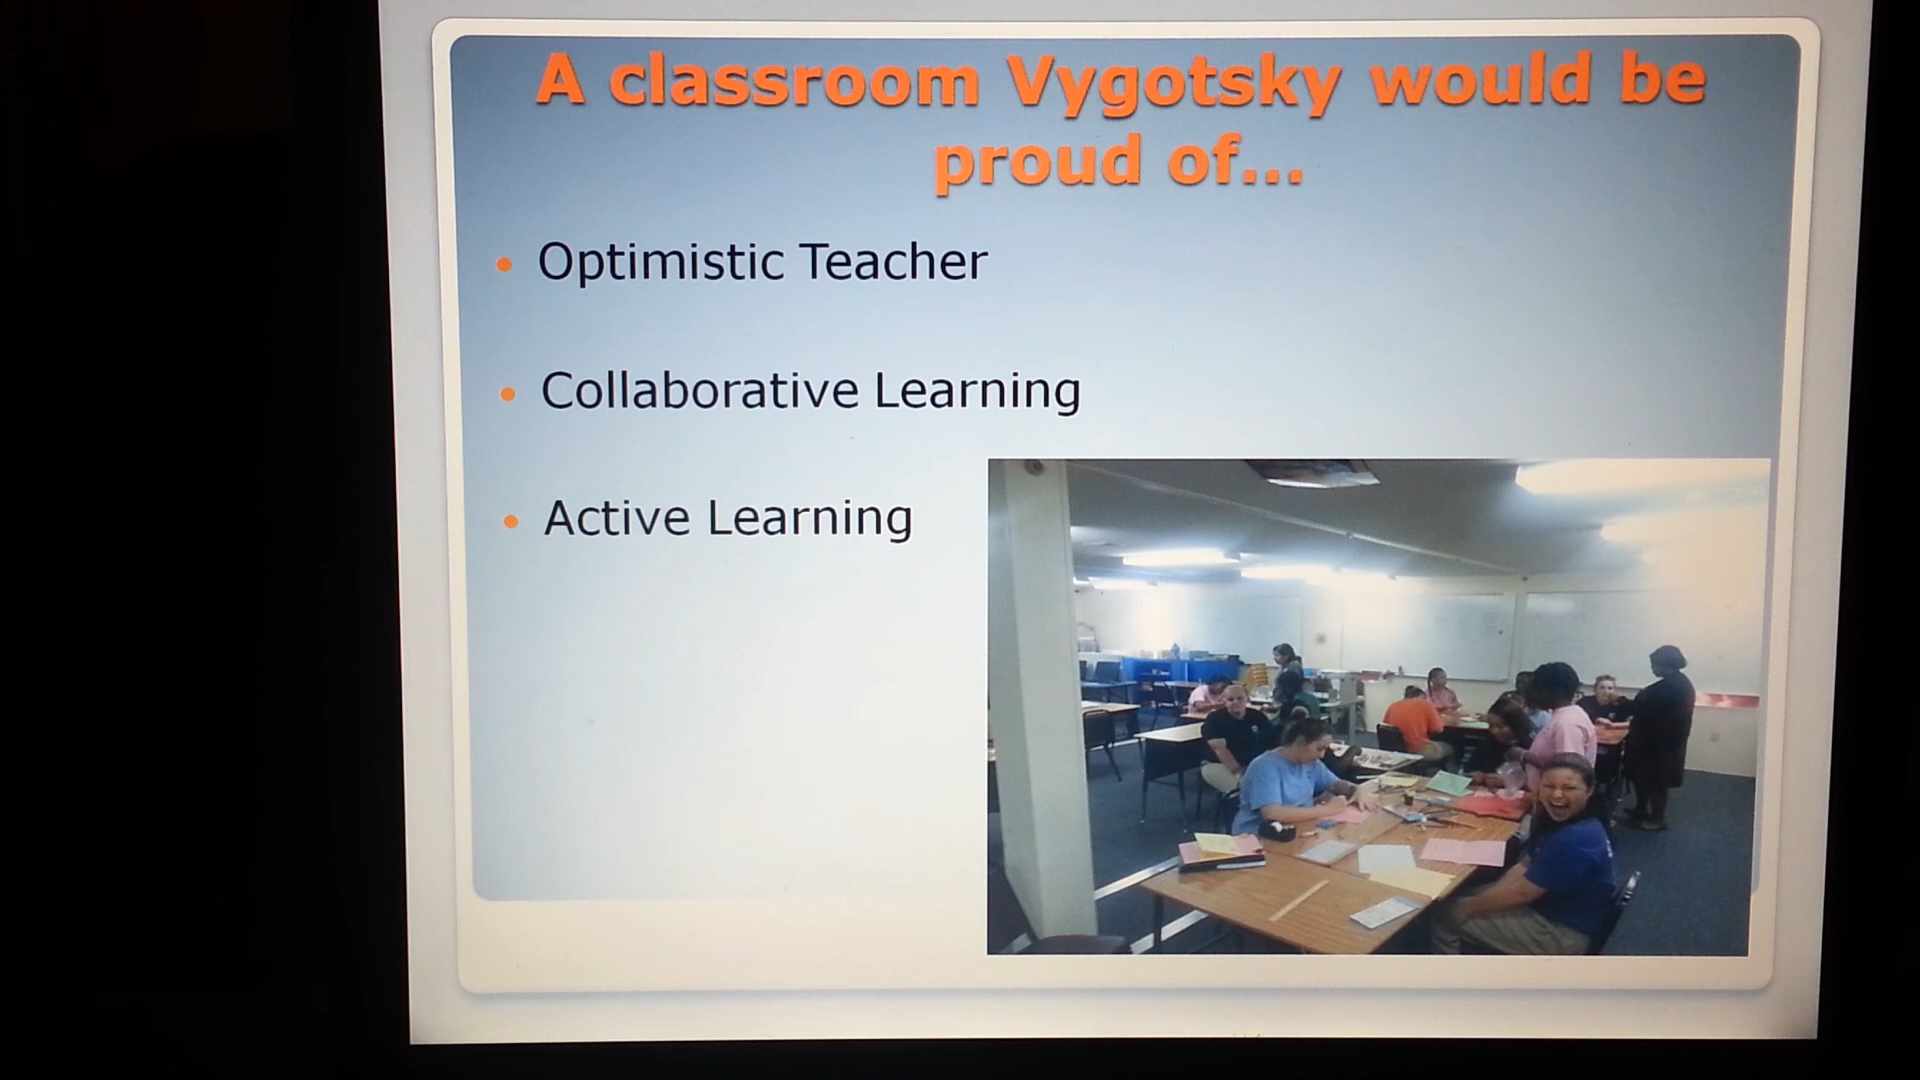 A classroom Vygotsky would be
proud of...
Optimistic Teacher
Collaborative Learning
Active Learning